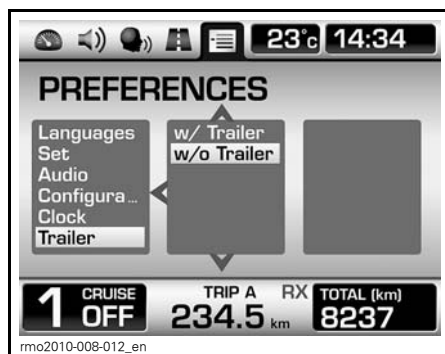 23°c 14:34
PREFERENCES
Languages
Set
Audio
Configura ...
Clock
Trailer
w/ Trailer
w/o Trailer
1 CRUISE OFF
TRIP A RX
234.5 km
TOTAL (km)
8237
rmo2010-008-012_en